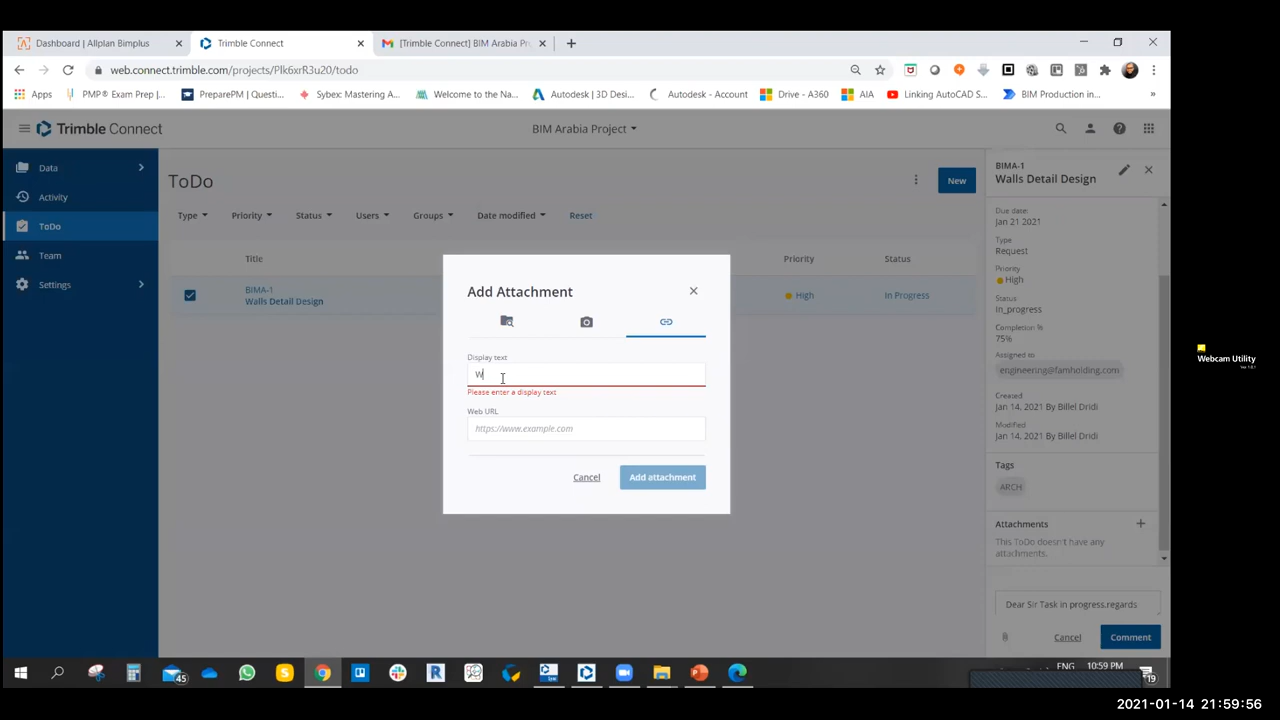 Dashboard | Allplan Bimplus
Trimble Connect
[Trimble Connect] BIM Arabia Pr
web.connect.trimble.com/projects/Plk6xrR3u20/todo
Apps
PMP® Exam Prep |...
PreparePM | Questi...
Sybex: Mastering A...
Welcome to the Na...
Autodesk | 3D Desi...
Autodesk - Account
Drive - A360
AIA
Linking AutoCAD S...
BIM Production in...
»
Trimble Connect
BIM Arabia Project
BIMA-1
Walls Detail Design
Data
Activity
ToDo
Team
Settings
ToDo
New
Type
Priority
Status
Users
Groups
Date modified
Reset
Title
Priority
Status
BIMA-1
Walls Detail Design
High
In Progress
Add Attachment
Display text
W
Please enter a display text
Web URL
https://www.example.com
Cancel
Add attachment
Due date:
Jan 21 2021
Type
Request
Priority
High
Status:
In_progress
Completion %
75%
Assigned to
engineering@famholding.com
Created
Jan 14, 2021 By Billel Dridi
Modified
Jan 14, 2021 By Billel Dridi
Tags
ARCH
Attachments
This ToDo doesn't have any
attachments.
Dear Sir Task in progress.regards
Cancel
Comment
Webcam Utility
45
ENG
10:59 PM
19
2021-01-14 21:59:56